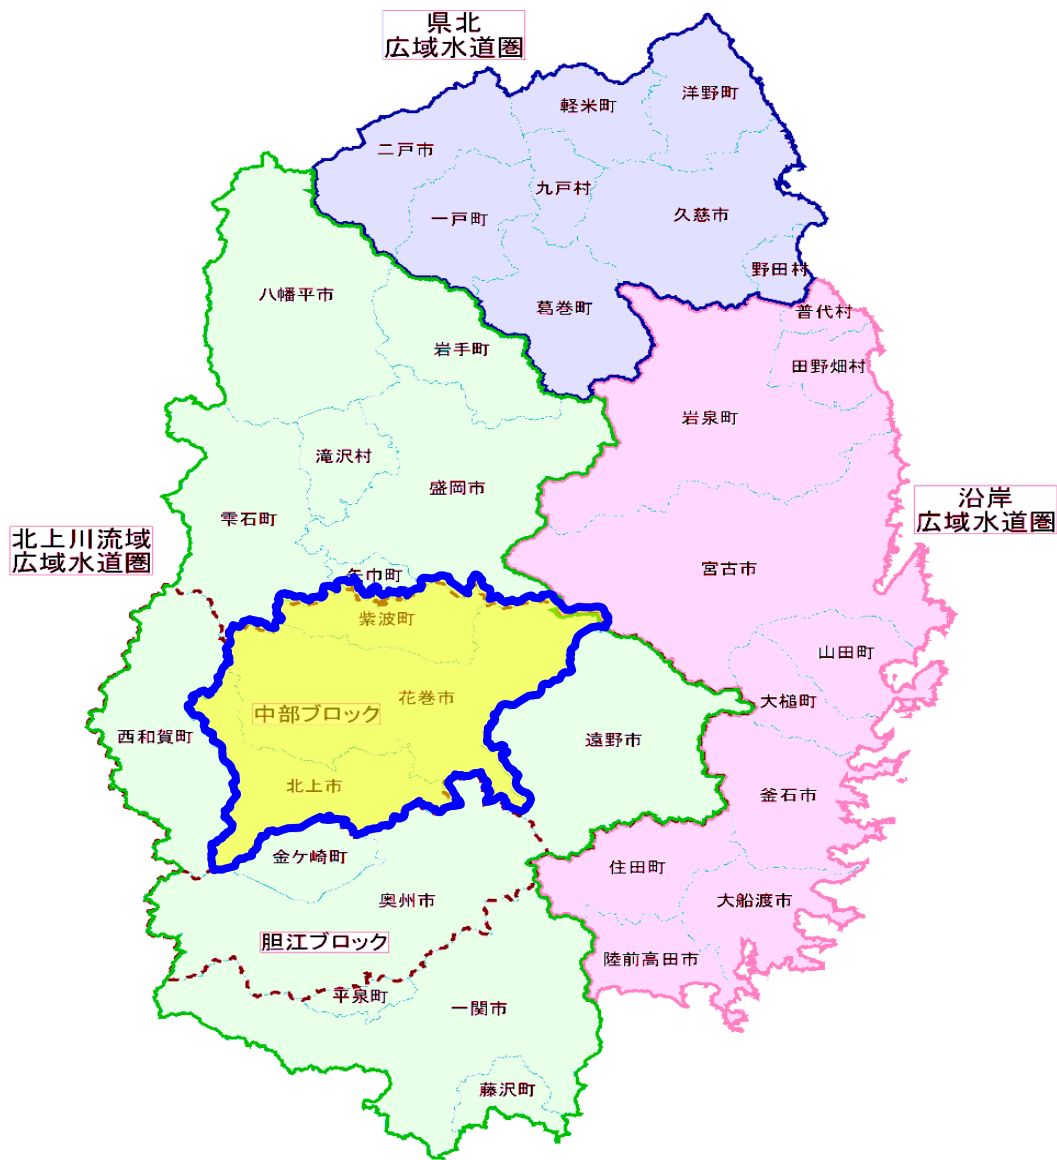 県北
広域水道圏
洋野町
軽米町
二戸市
九戸村
一戸町
久慈市
野田村
八幡平市
葛巻町
普代村
岩手町
田野畑村
岩泉町
滝沢村
盛岡市
雫石町
沿岸
広域水道圏
北上川流域
広域水道圏
宮古市
矢巾町
紫波町
山田町
花巻市
大槌町
中部ブロック
西和賀町
遠野市
北上市
釜石市
金ケ崎町
住田町
奥州市
大船渡市
胆江ブロック
陸前高田市
平泉町
一関市
藤沢町